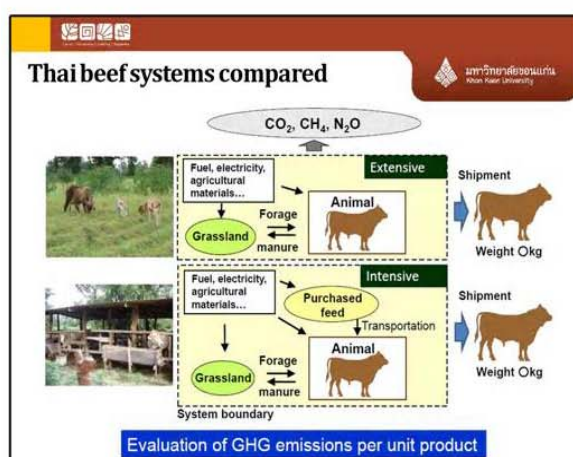 Thai beef systems compared
มหาวิทยาลัยขอนแก่น
Khon Kaen University
CO₂, CH₄, N₂O
Extensive
Fuel, electricity,
agricultural
materials...
Animal
Forage
Grassland
manure
Shipment
Weight ○kg
Intensive
Fuel, electricity,
agricultural
materials...
Purchased
feed
Transportation
Animal
Forage
Grassland
manure
System boundary
Shipment
Weight ○kg
Evaluation of GHG emissions per unit product